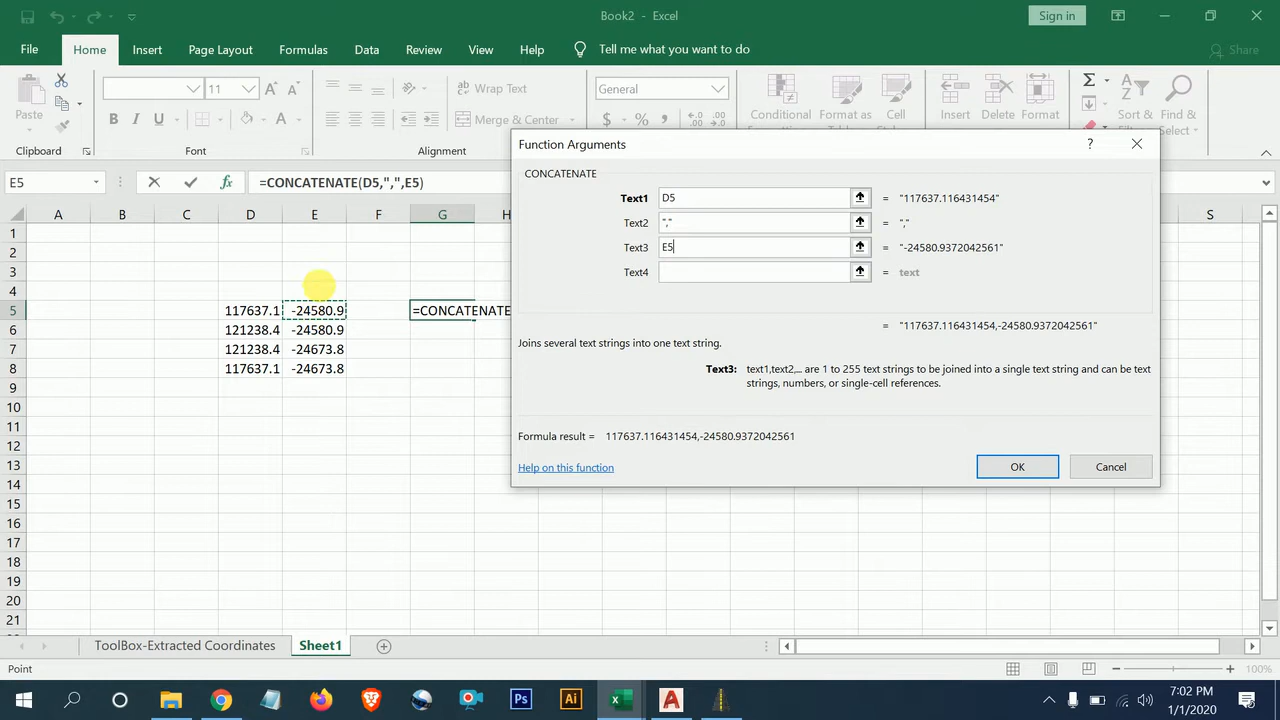 Book2 - Excel
Sign in
File Home Insert Page Layout Formulas Data Review View Help Tell me what you want to do Share
Paste
11
Wrap Text
Merge & Center
General
$ % ,
Conditional
Format as
Cell
Insert Delete Format
Sort &
Find &
Select
Clipboard Font Alignment
E5 fx =CONCATENATE(D5,",",E5)
A B C D E F G H S
1
2
3
4
5 117637.1 -24580.9 =CONCATENATE
6 121238.4 -24580.9
7 121238.4 -24673.8
8 117637.1 -24673.8
9
10
11
12
13
14
15
16
17
18
19
20
21
Function Arguments ?
CONCATENATE
Text1 D5 = "117637.116431454"
Text2 "," = ","
Text3 E5 = "-24580.9372042561"
Text4 = text
= "117637.116431454,-24580.9372042561"
Joins several text strings into one text string.
Text3: text1,text2,... are 1 to 255 text strings to be joined into a single text string and can be text
strings, numbers, or single-cell references.
Formula result = 117637.116431454,-24580.9372042561
Help on this function
OK Cancel
ToolBox-Extracted Coordinates Sheet1
Point
100%
7:02 PM
1/1/2020